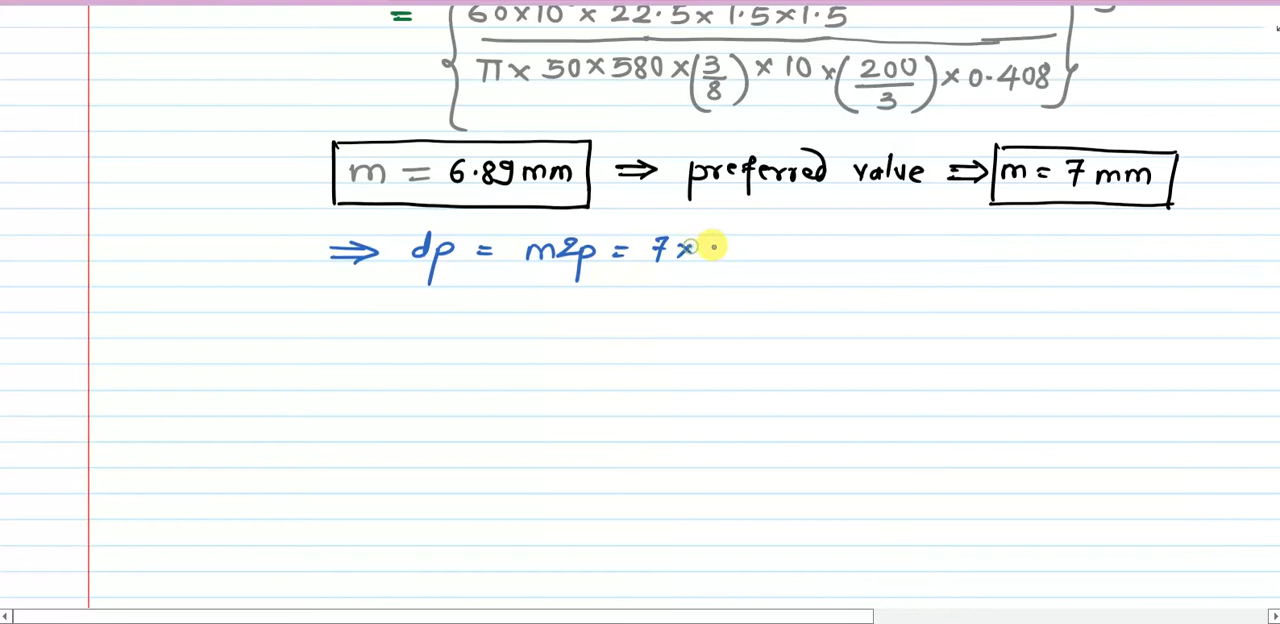 = { 60×10 × 22.5 × 1.5 × 1.5
π × 50 × 580 × (3/8) × 10 × (200/3) × 0.408 }
m = 6.89 mm ⇒ preferred value ⇒ m = 7 mm
⇒ dp = mzp = 7 ×